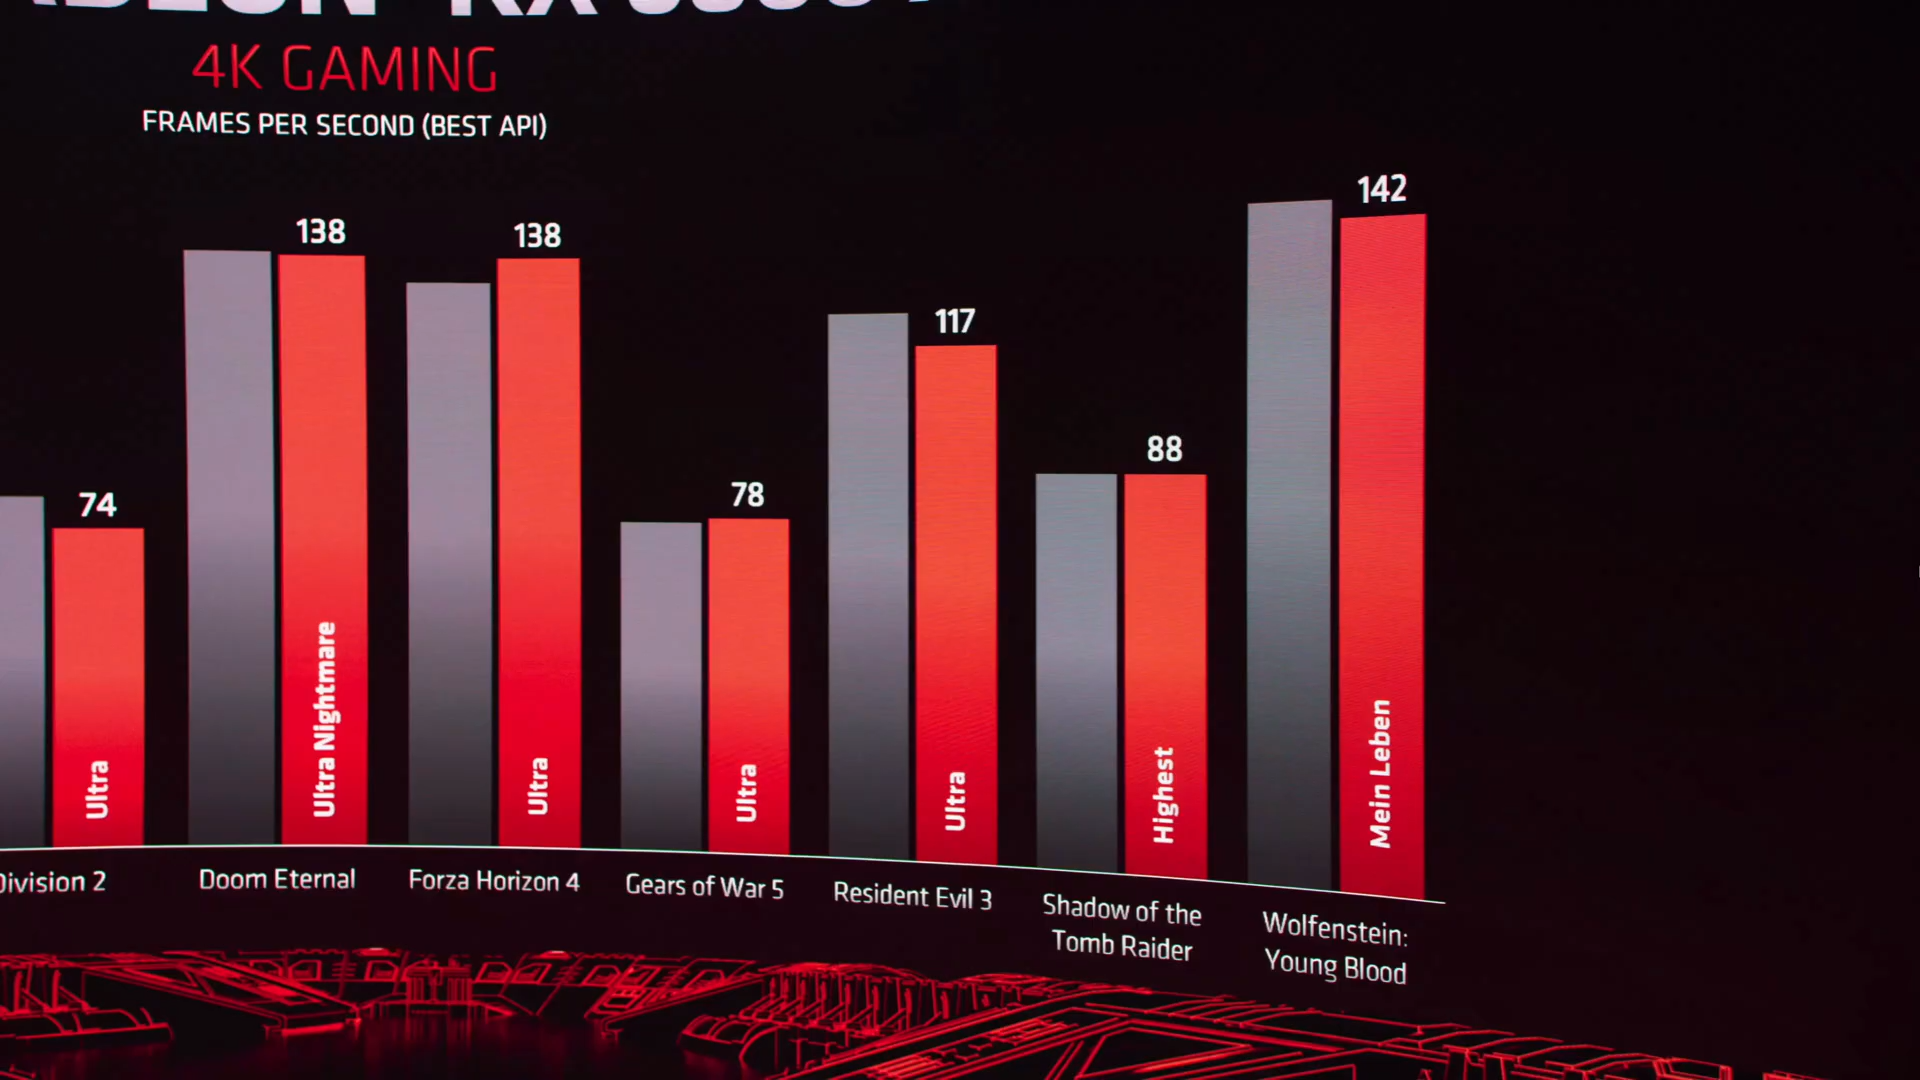 4K GAMING
FRAMES PER SECOND (BEST API)
74
138
138
78
117
88
142
Ultra
Ultra Nightmare
Ultra
Ultra
Ultra
Highest
Mein Leben
Division 2
Doom Eternal
Forza Horizon 4
Gears of War 5
Resident Evil 3
Shadow of the
Tomb Raider
Wolfenstein:
Young Blood